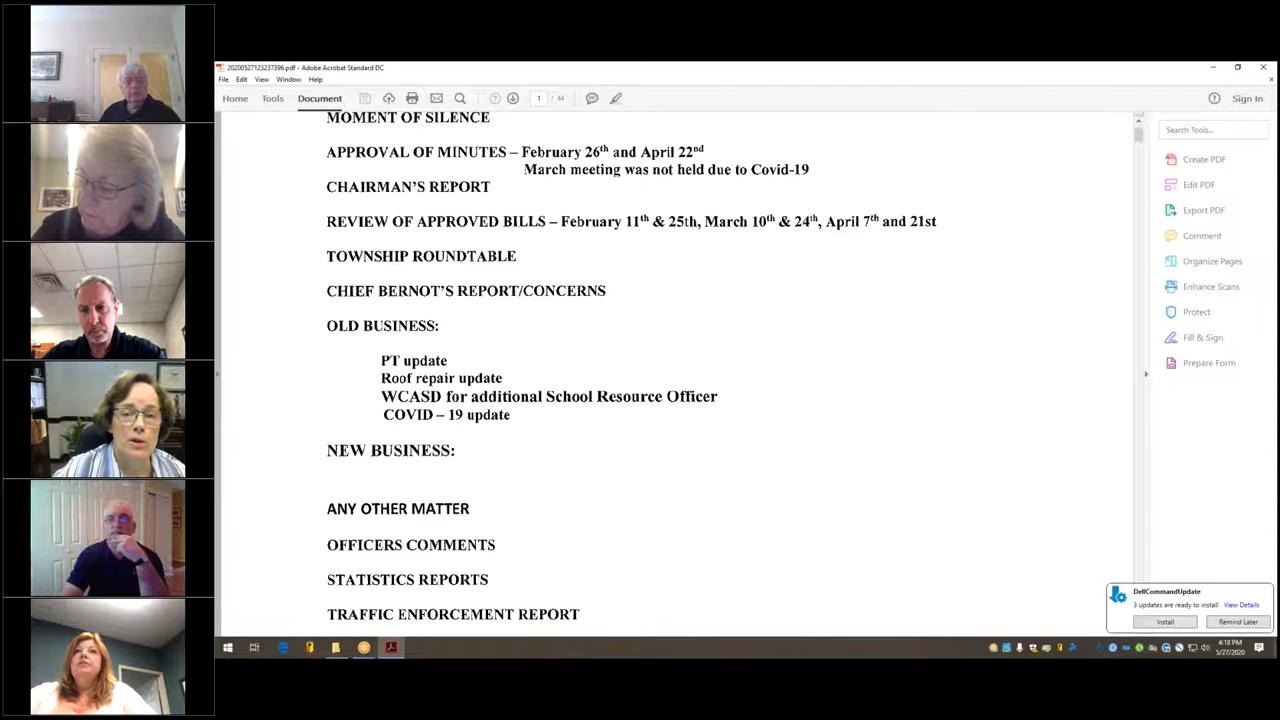 20200527123237396.pdf - Adobe Acrobat Standard DC
File Edit View Window Help
Home Tools Document 1 / 44 Sign In
MOMENT OF SILENCE
APPROVAL OF MINUTES – February 26th and April 22nd
March meeting was not held due to Covid-19
CHAIRMAN'S REPORT
REVIEW OF APPROVED BILLS – February 11th & 25th, March 10th & 24th, April 7th and 21st
TOWNSHIP ROUNDTABLE
CHIEF BERNOT'S REPORT/CONCERNS
OLD BUSINESS:
PT update
Roof repair update
WCASD for additional School Resource Officer
COVID – 19 update
NEW BUSINESS:
ANY OTHER MATTER
OFFICERS COMMENTS
STATISTICS REPORTS
TRAFFIC ENFORCEMENT REPORT
Search Tools...
Create PDF
Edit PDF
Export PDF
Comment
Organize Pages
Enhance Scans
Protect
Fill & Sign
Prepare Form
DellCommandUpdate
3 updates are ready to install View Details
Install Remind Later
4:18 PM
5/27/2020